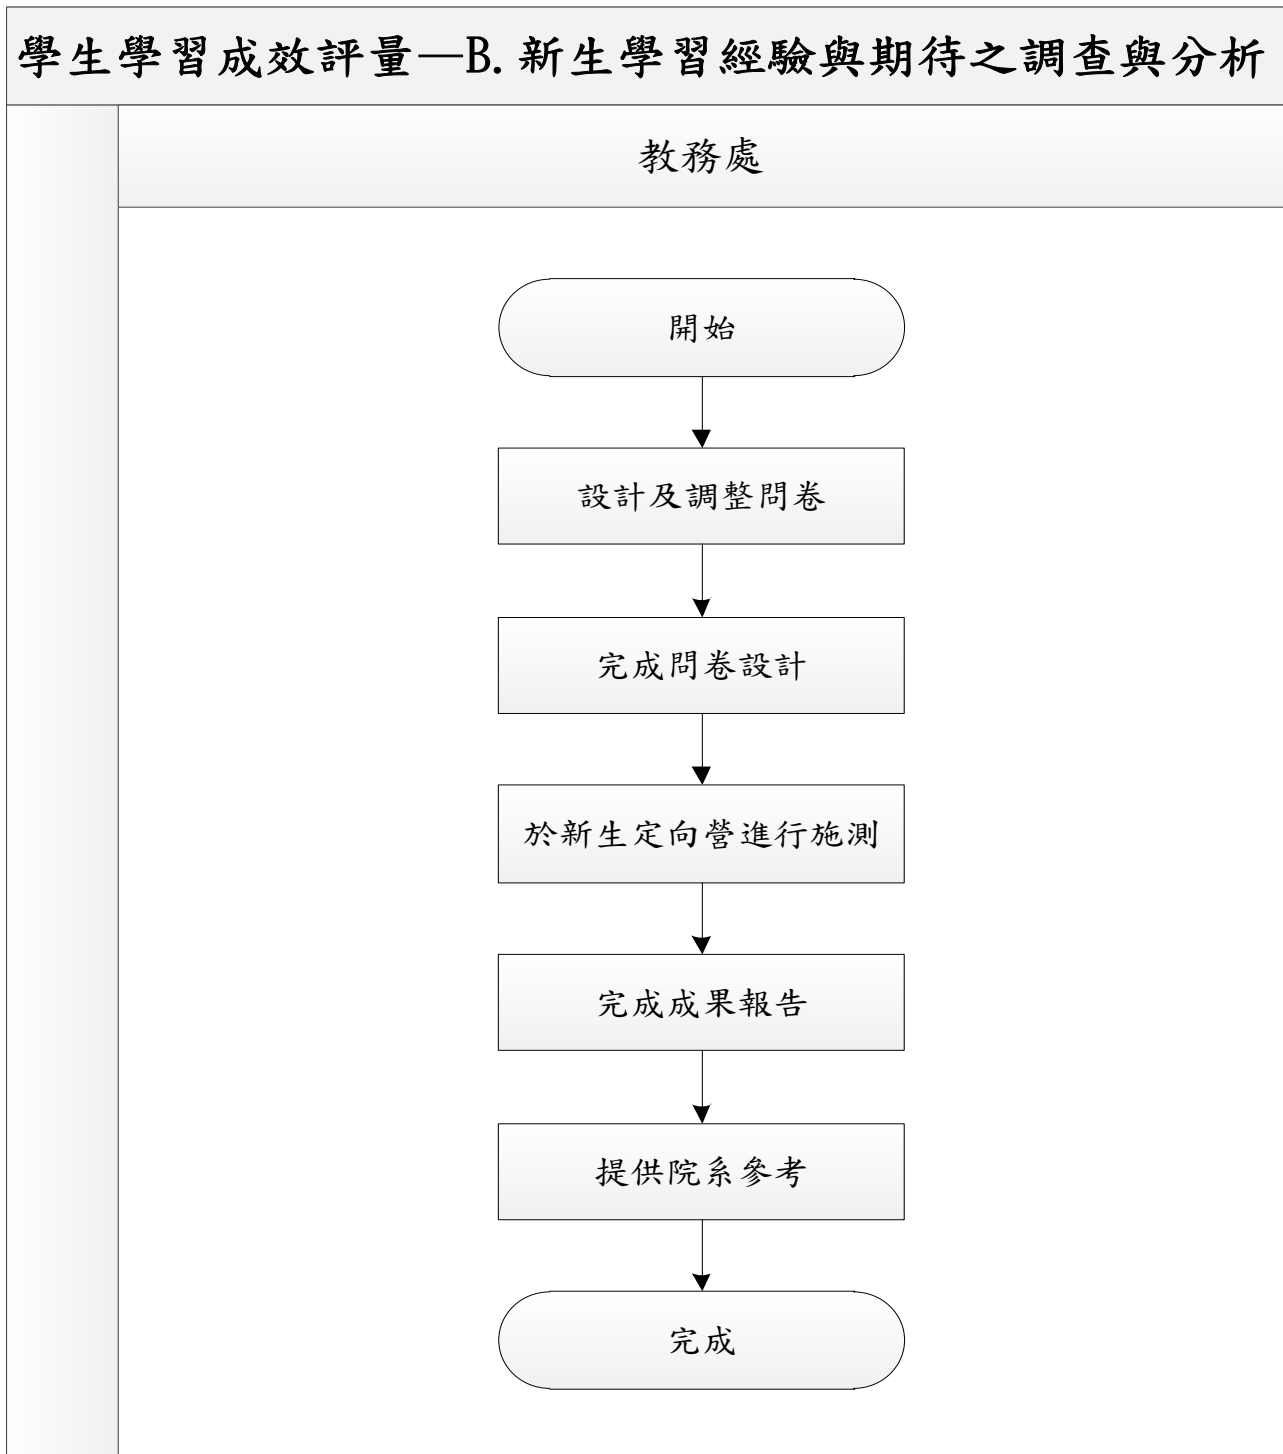 學生學習成效評量—B.新生學習經驗與期待之調查與分析
教務處
開始
設計及調整問卷
完成問卷設計
於新生定向營進行施測
完成成果報告
提供院系參考
完成